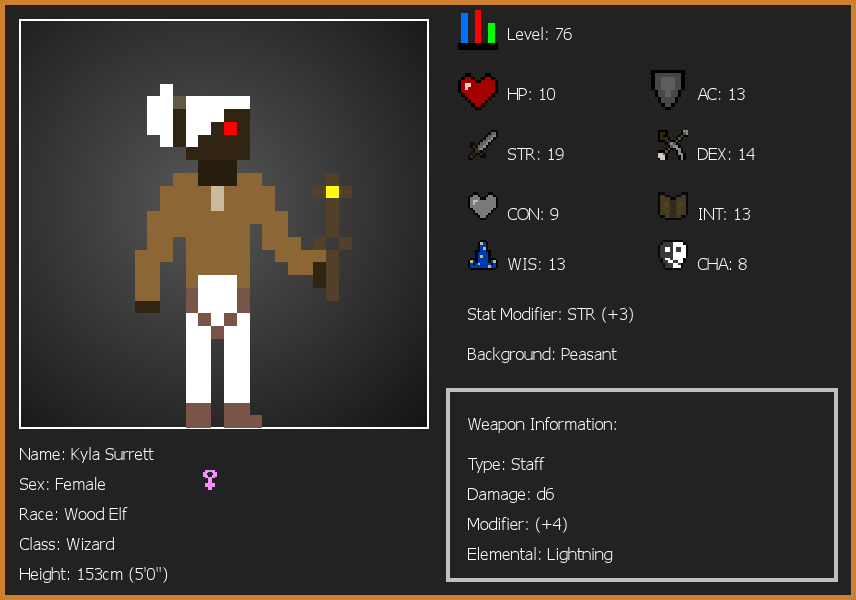 Level: 76
HP: 10
AC: 13
STR: 19
DEX: 14
CON: 9
INT: 13
WIS: 13
CHA: 8
Stat Modifier: STR (+3)
Background: Peasant
Weapon Information:
Type: Staff
Damage: d6
Modifier: (+4)
Elemental: Lightning
Name: Kyla Surrett
Sex: Female
Race: Wood Elf
Class: Wizard
Height: 153cm (5'0")